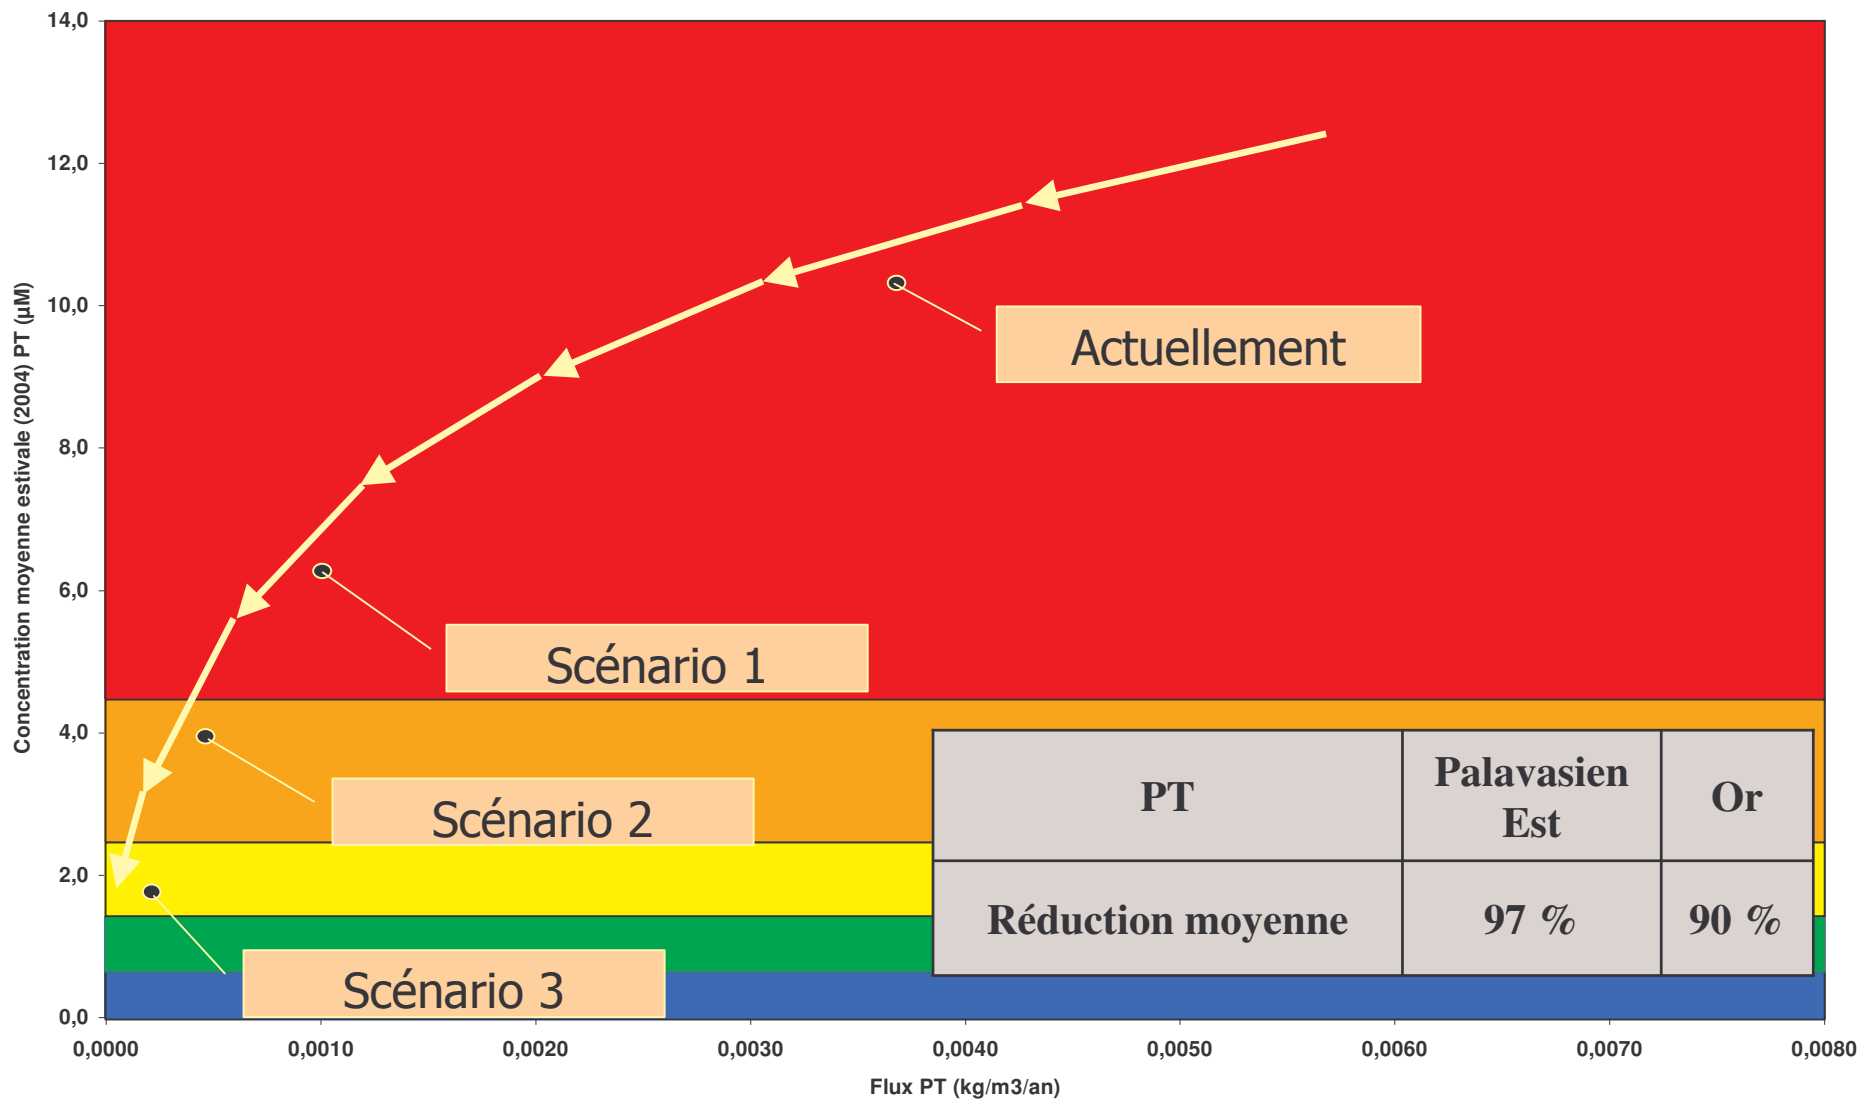 14,0
12,0
10,0
8,0
6,0
4,0
2,0
0,0
Concentration moyenne estivale (2004) PT (µM)
Actuellement
Scénario 1
Scénario 2
Scénario 3
PT
Palavasien
Est
Or
Réduction moyenne
97 %
90 %
0,0000
0,0010
0,0020
0,0030
0,0040
0,0050
0,0060
0,0070
0,0080
Flux PT (kg/m3/an)